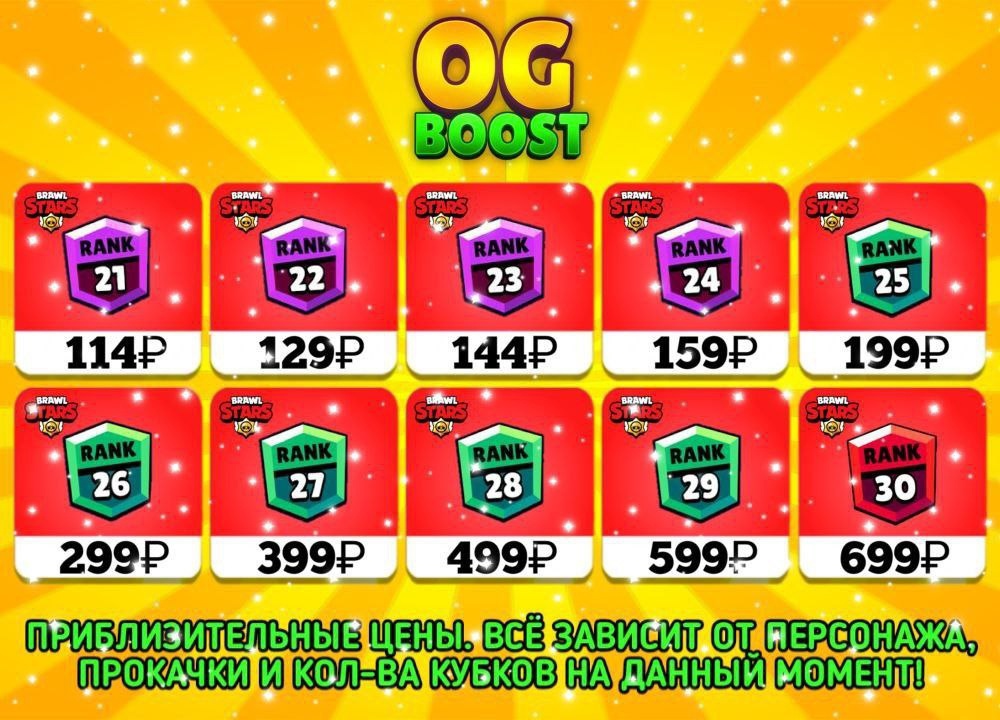 OG
BOOST
BRAWL STARS BRAWL STARS BRAWL STARS BRAWL STARS BRAWL STARS
RANK RANK RANK RANK RANK
21 22 23 24 25
114₽ 129₽ 144₽ 159₽ 199₽
BRAWL STARS BRAWL STARS BRAWL STARS BRAWL STARS BRAWL STARS
RANK RANK RANK RANK RANK
26 27 28 29 30
299₽ 399₽ 499₽ 599₽ 699₽
ПРИБЛИЗИТЕЛЬНЫЕ ЦЕНЫ. ВСЁ ЗАВИСИТ ОТ ПЕРСОНАЖА,
ПРОКАЧКИ И КОЛ-ВА КУБКОВ НА ДАННЫЙ МОМЕНТ!